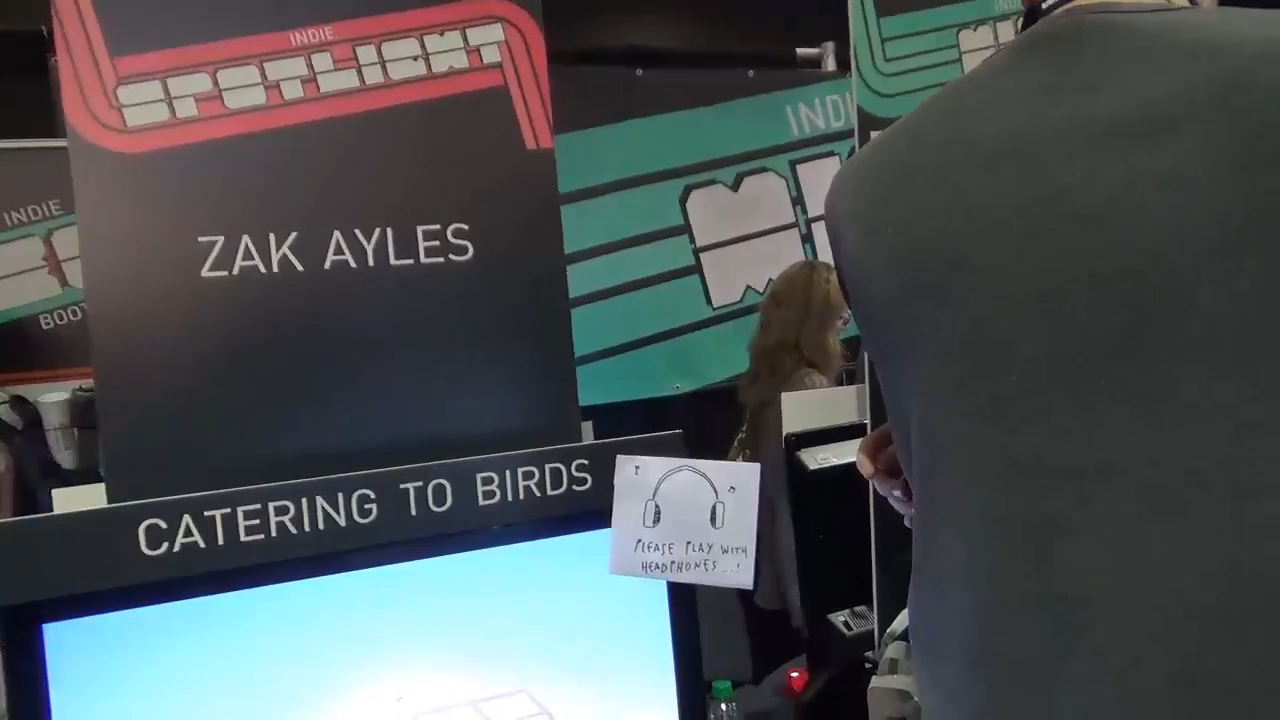 INDIE
SPOTLIGHT
ZAK AYLES
INDIE
INDIE
CATERING TO BIRDS
PLEASE PLAY WITH
HEADPHONES...!